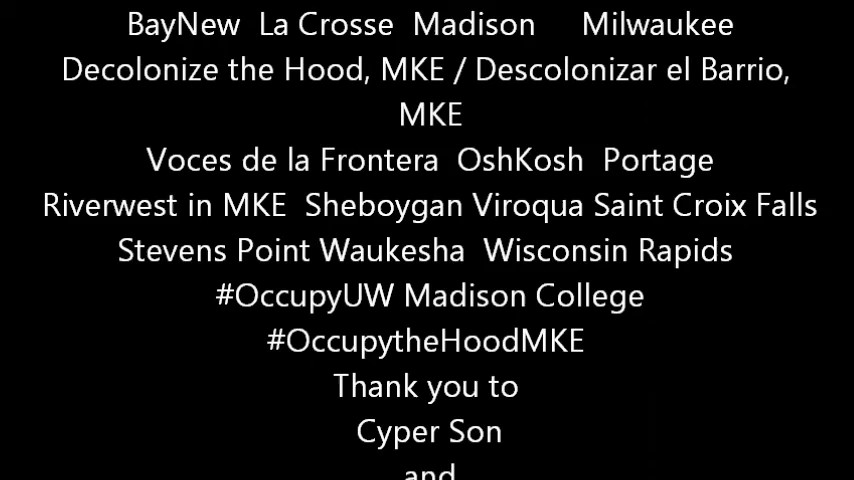 BayNew La Crosse Madison Milwaukee
Decolonize the Hood, MKE / Descolonizar el Barrio,
MKE
Voces de la Frontera OshKosh Portage
Riverwest in MKE Sheboygan Viroqua Saint Croix Falls
Stevens Point Waukesha Wisconsin Rapids
#OccupyUW Madison College
#OccupytheHoodMKE
Thank you to
Cyper Son
and